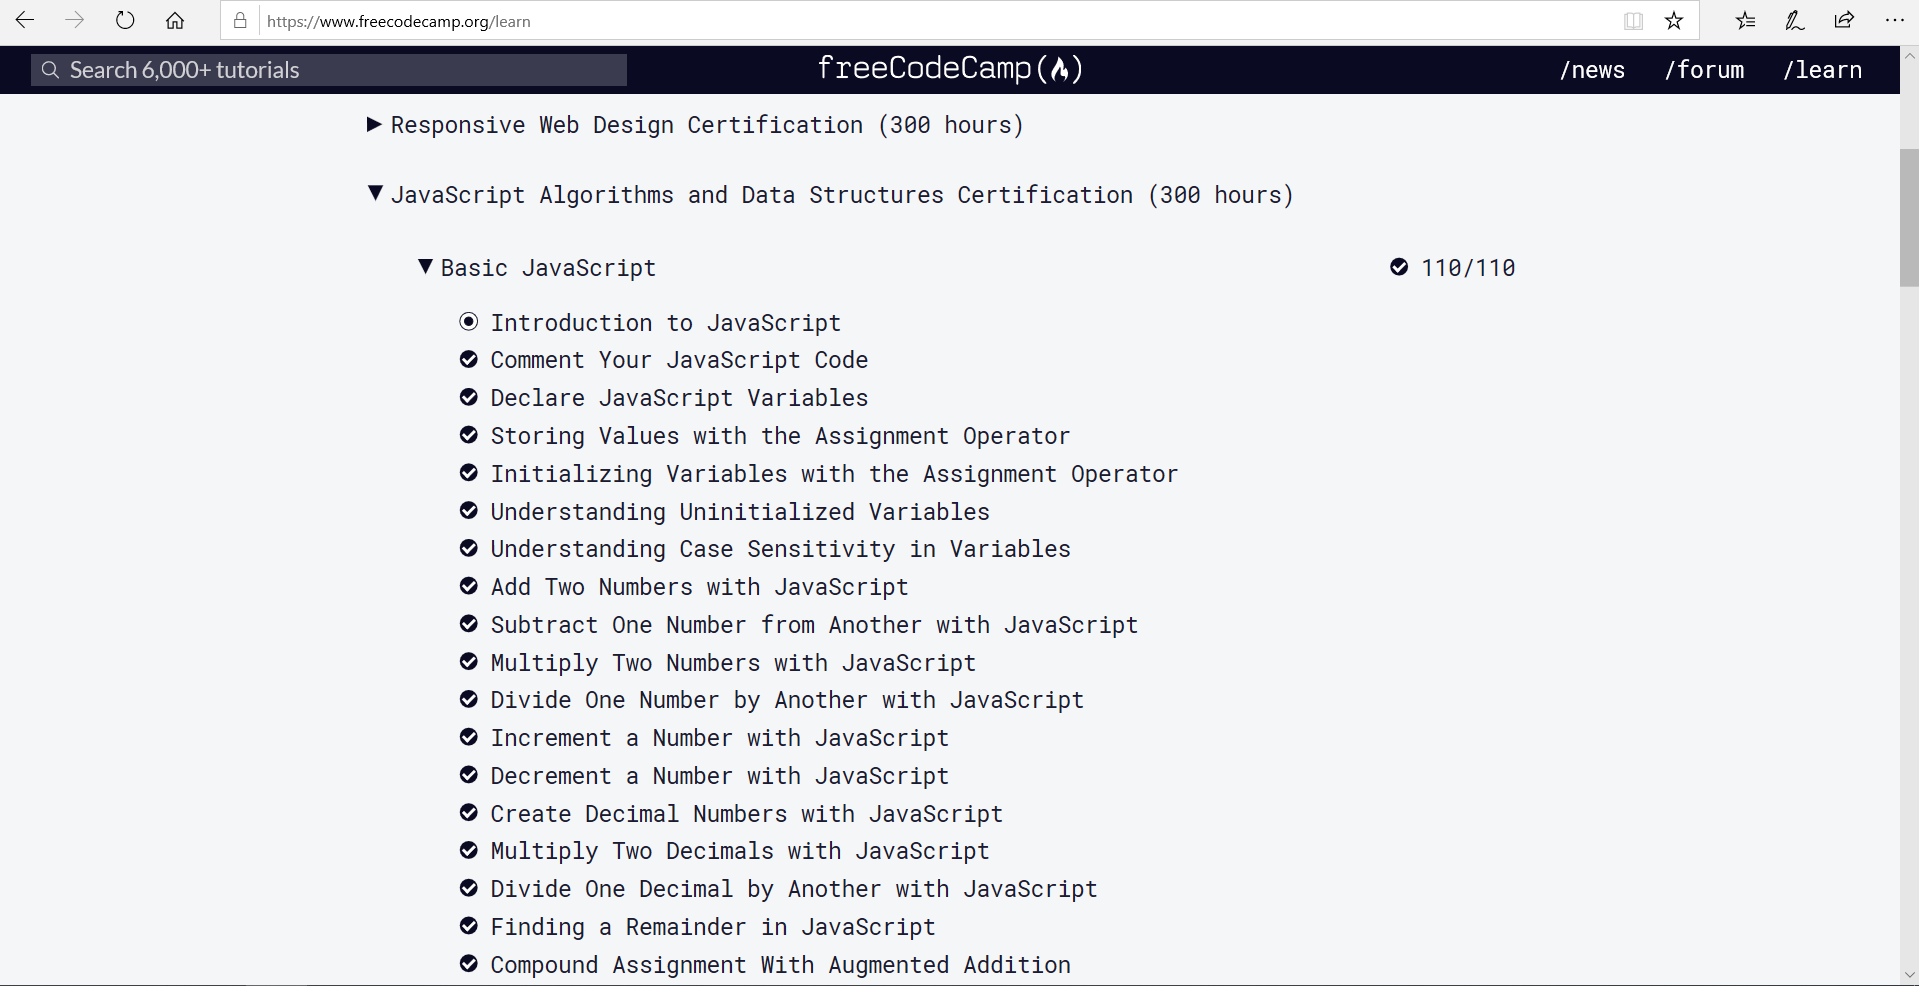 https://www.freecodecamp.org/learn
Search 6,000+ tutorials
freeCodeCamp(🔥)
/news /forum /learn
Responsive Web Design Certification (300 hours)
JavaScript Algorithms and Data Structures Certification (300 hours)
Basic JavaScript 110/110
Introduction to JavaScript
Comment Your JavaScript Code
Declare JavaScript Variables
Storing Values with the Assignment Operator
Initializing Variables with the Assignment Operator
Understanding Uninitialized Variables
Understanding Case Sensitivity in Variables
Add Two Numbers with JavaScript
Subtract One Number from Another with JavaScript
Multiply Two Numbers with JavaScript
Divide One Number by Another with JavaScript
Increment a Number with JavaScript
Decrement a Number with JavaScript
Create Decimal Numbers with JavaScript
Multiply Two Decimals with JavaScript
Divide One Decimal by Another with JavaScript
Finding a Remainder in JavaScript
Compound Assignment With Augmented Addition